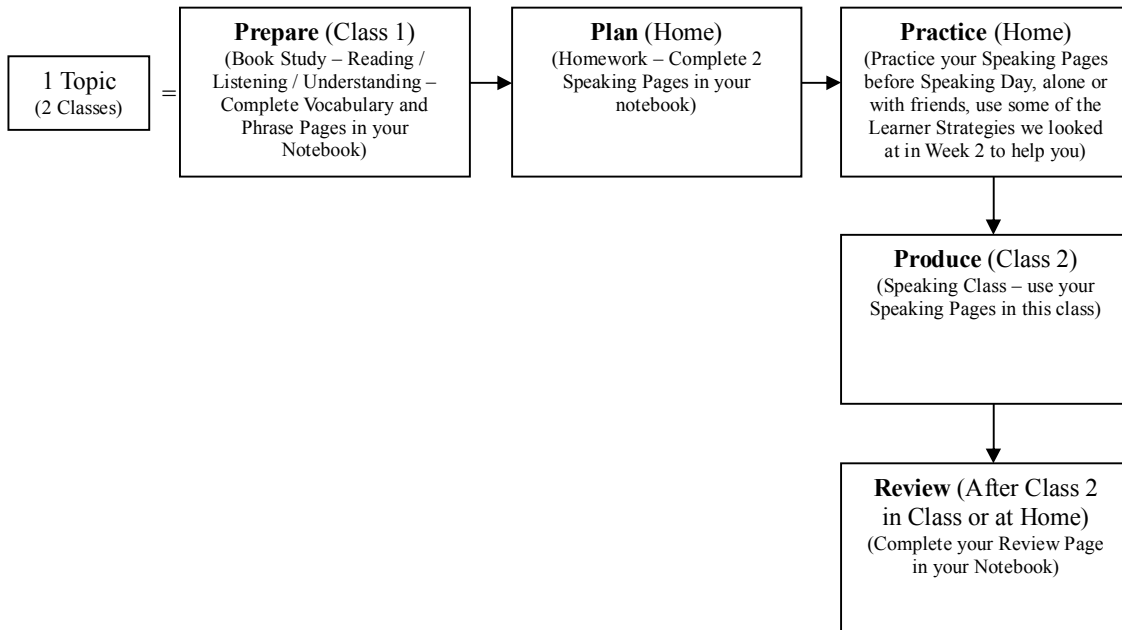 1 Topic
(2 Classes)
=
Prepare (Class 1)
(Book Study – Reading /
Listening / Understanding –
Complete Vocabulary and
Phrase Pages in your
Notebook)
Plan (Home)
(Homework – Complete 2
Speaking Pages in your
notebook)
Practice (Home)
(Practice your Speaking Pages
before Speaking Day, alone or
with friends, use some of the
Learner Strategies we looked
at in Week 2 to help you)
Produce (Class 2)
(Speaking Class – use your
Speaking Pages in this class)
Review (After Class 2
in Class or at Home)
(Complete your Review Page
in your Notebook)